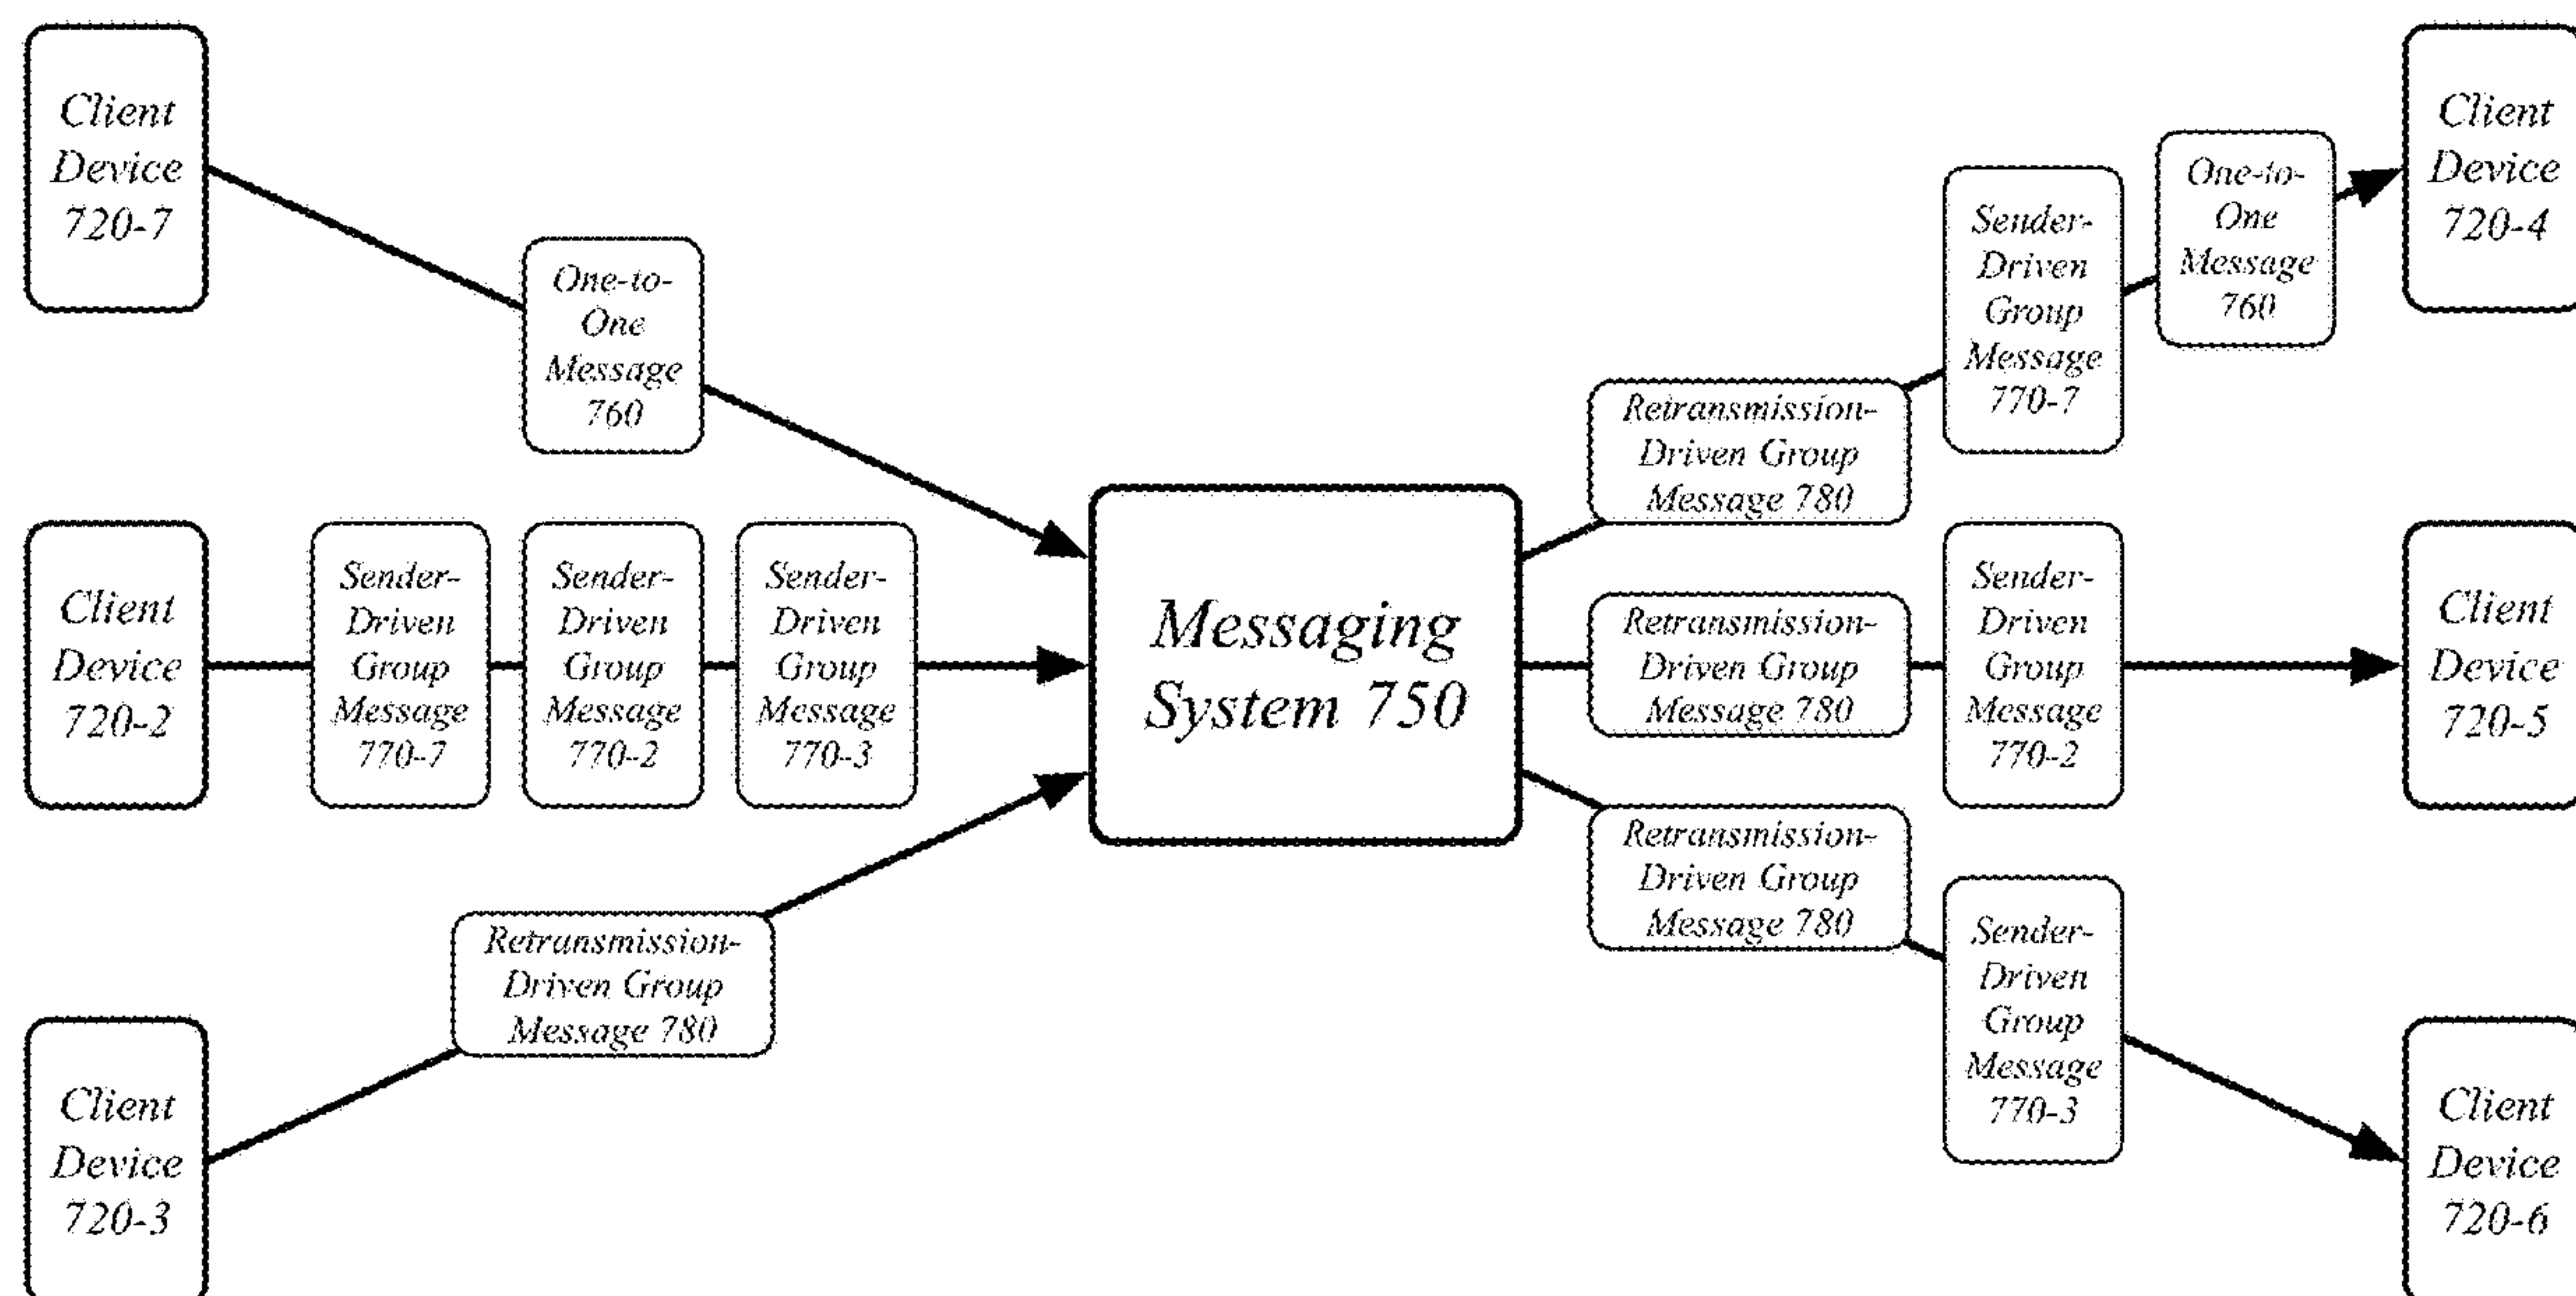 Client
Device
720-7
One-to-
One
Message
760
Client
Device
720-2
Sender-
Driven
Group
Message
770-7
Sender-
Driven
Group
Message
770-2
Sender-
Driven
Group
Message
770-3
Client
Device
720-3
Retransmission-
Driven Group
Message 780
Messaging
System 750
Retransmission-
Driven Group
Message 780
Sender-
Driven
Group
Message
770-7
One-to-
One
Message
760
Client
Device
720-4
Retransmission-
Driven Group
Message 780
Sender-
Driven
Group
Message
770-2
Client
Device
720-5
Retransmission-
Driven Group
Message 780
Sender-
Driven
Group
Message
770-3
Client
Device
720-6